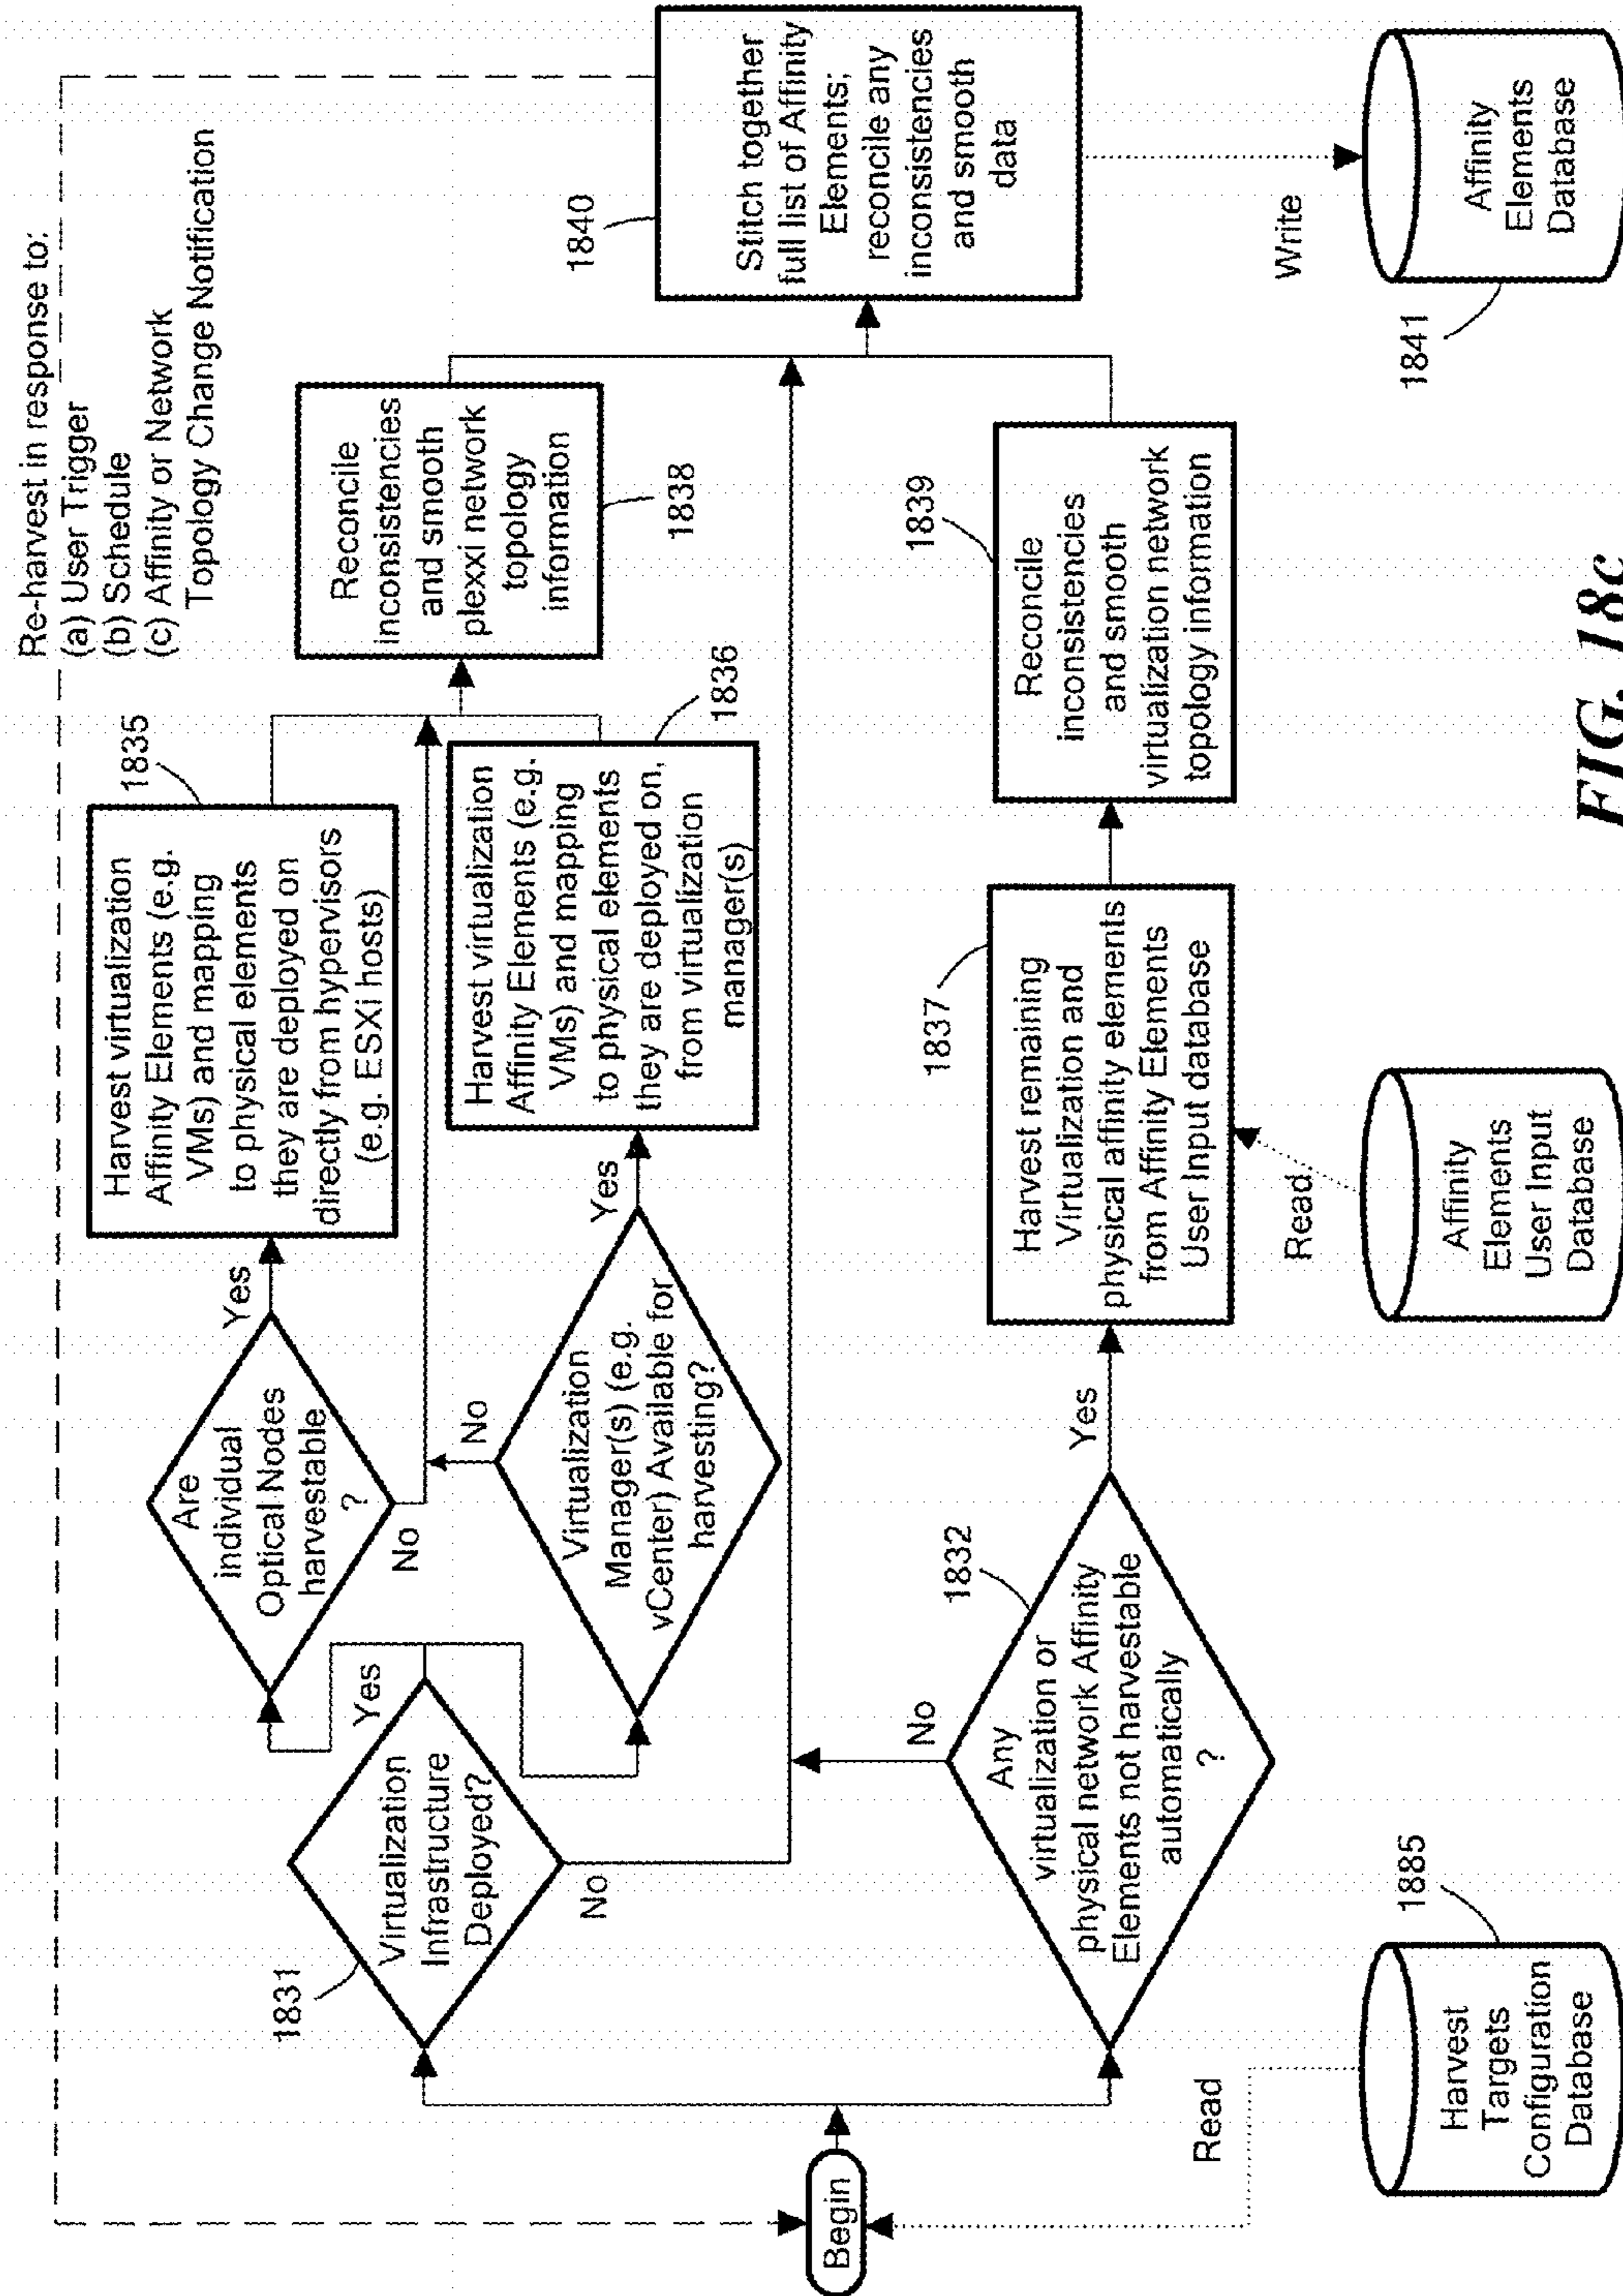 Re-harvest in response to:
(a) User Trigger
(b) Schedule
(c) Affinity or Network
Topology Change Notification
Begin
Read
Harvest
Targets
Configuration
Database
1885
1831
Virtualization
Infrastructure
Deployed?
Yes
No
Are
individual
Optical Nodes
harvestable
?
Yes
No
1835
Harvest virtualization
Affinity Elements (e.g.
VMs) and mapping
to physical elements
they are deployed on
directly from hypervisors
(e.g. ESXi hosts)
Virtualization
Manager(s) (e.g.
vCenter) Available for
harvesting?
No
Yes
1836
Harvest virtualization
Affinity Elements (e.g.
VMs) and mapping
to physical elements
they are deployed on,
from virtualization
manager(s)
Reconcile
inconsistencies
and smooth
plexxi network
topology
information
1838
1832
Any
virtualization or
physical network Affinity
Elements not harvestable
automatically
?
No
Yes
1837
Harvest remaining
Virtualization and
physical affinity elements
from Affinity Elements
User Input database
Read
Affinity
Elements
User Input
Database
1839
Reconcile
inconsistencies
and smooth
virtualization network
topology information
1840
Stitch together
full list of Affinity
Elements;
reconcile any
inconsistencies
and smooth
data
Write
1841
Affinity
Elements
Database
FIG. 18c